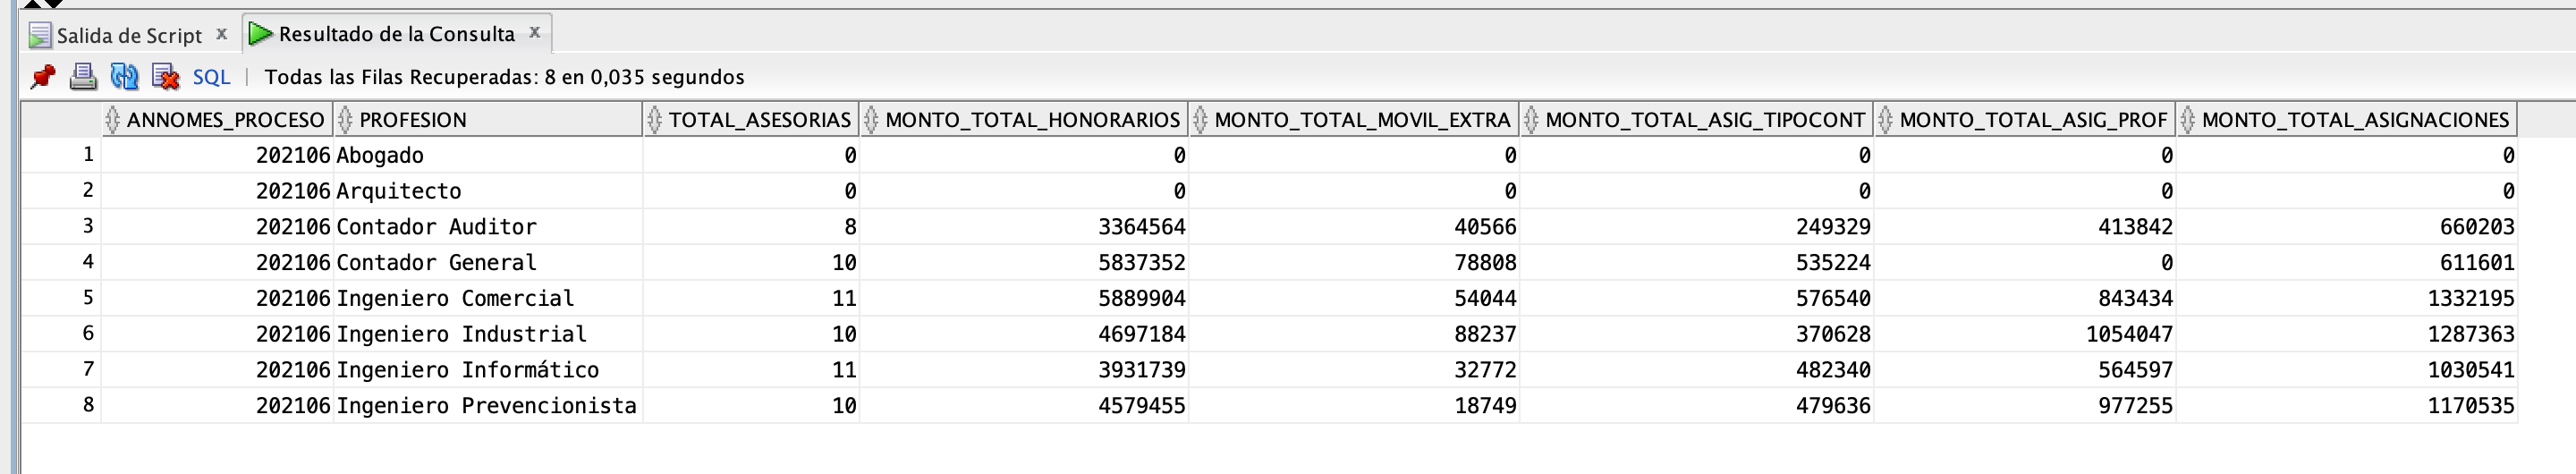 Salida de Script x Resultado de la Consulta x
SQL | Todas las Filas Recuperadas: 8 en 0,035 segundos
ANNOMES_PROCESO PROFESION TOTAL_ASESORIAS MONTO_TOTAL_HONORARIOS MONTO_TOTAL_MOVIL_EXTRA MONTO_TOTAL_ASIG_TIPOCONT MONTO_TOTAL_ASIG_PROF MONTO_TOTAL_ASIGNACIONES
1 202106 Abogado 0 0 0 0 0 0
2 202106 Arquitecto 0 0 0 0 0 0
3 202106 Contador Auditor 8 3364564 40566 249329 413842 660203
4 202106 Contador General 10 5837352 78808 535224 0 611601
5 202106 Ingeniero Comercial 11 5889904 54044 576540 843434 1332195
6 202106 Ingeniero Industrial 10 4697184 88237 370628 1054047 1287363
7 202106 Ingeniero Informático 11 3931739 32772 482340 564597 1030541
8 202106 Ingeniero Prevencionista 10 4579455 18749 479636 977255 1170535